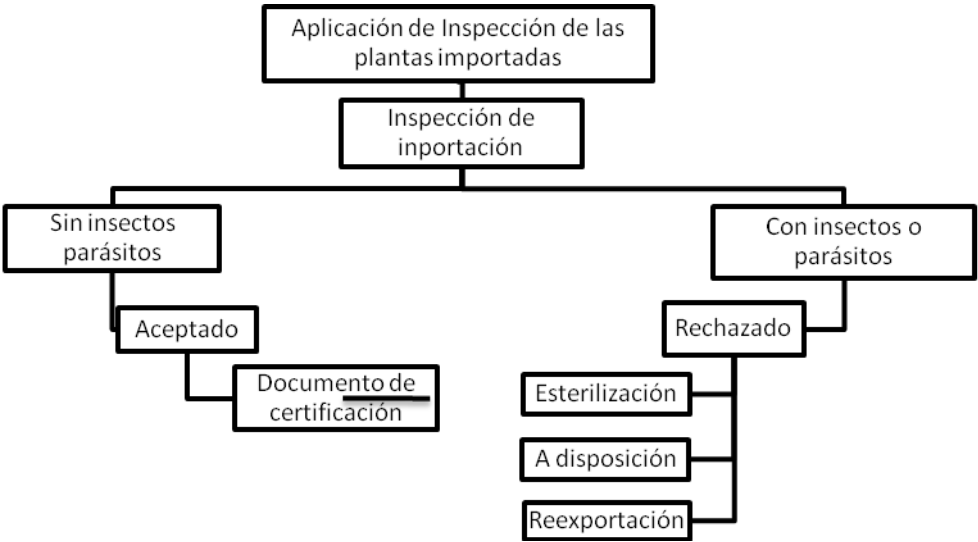 Aplicación de Inspección de las
plantas importadas
Inspección de
inportación
Sin insectos
parásitos
Con insectos o
parásitos
Aceptado
Rechazado
Documento de
certificación
Esterilización
A disposición
Reexportación